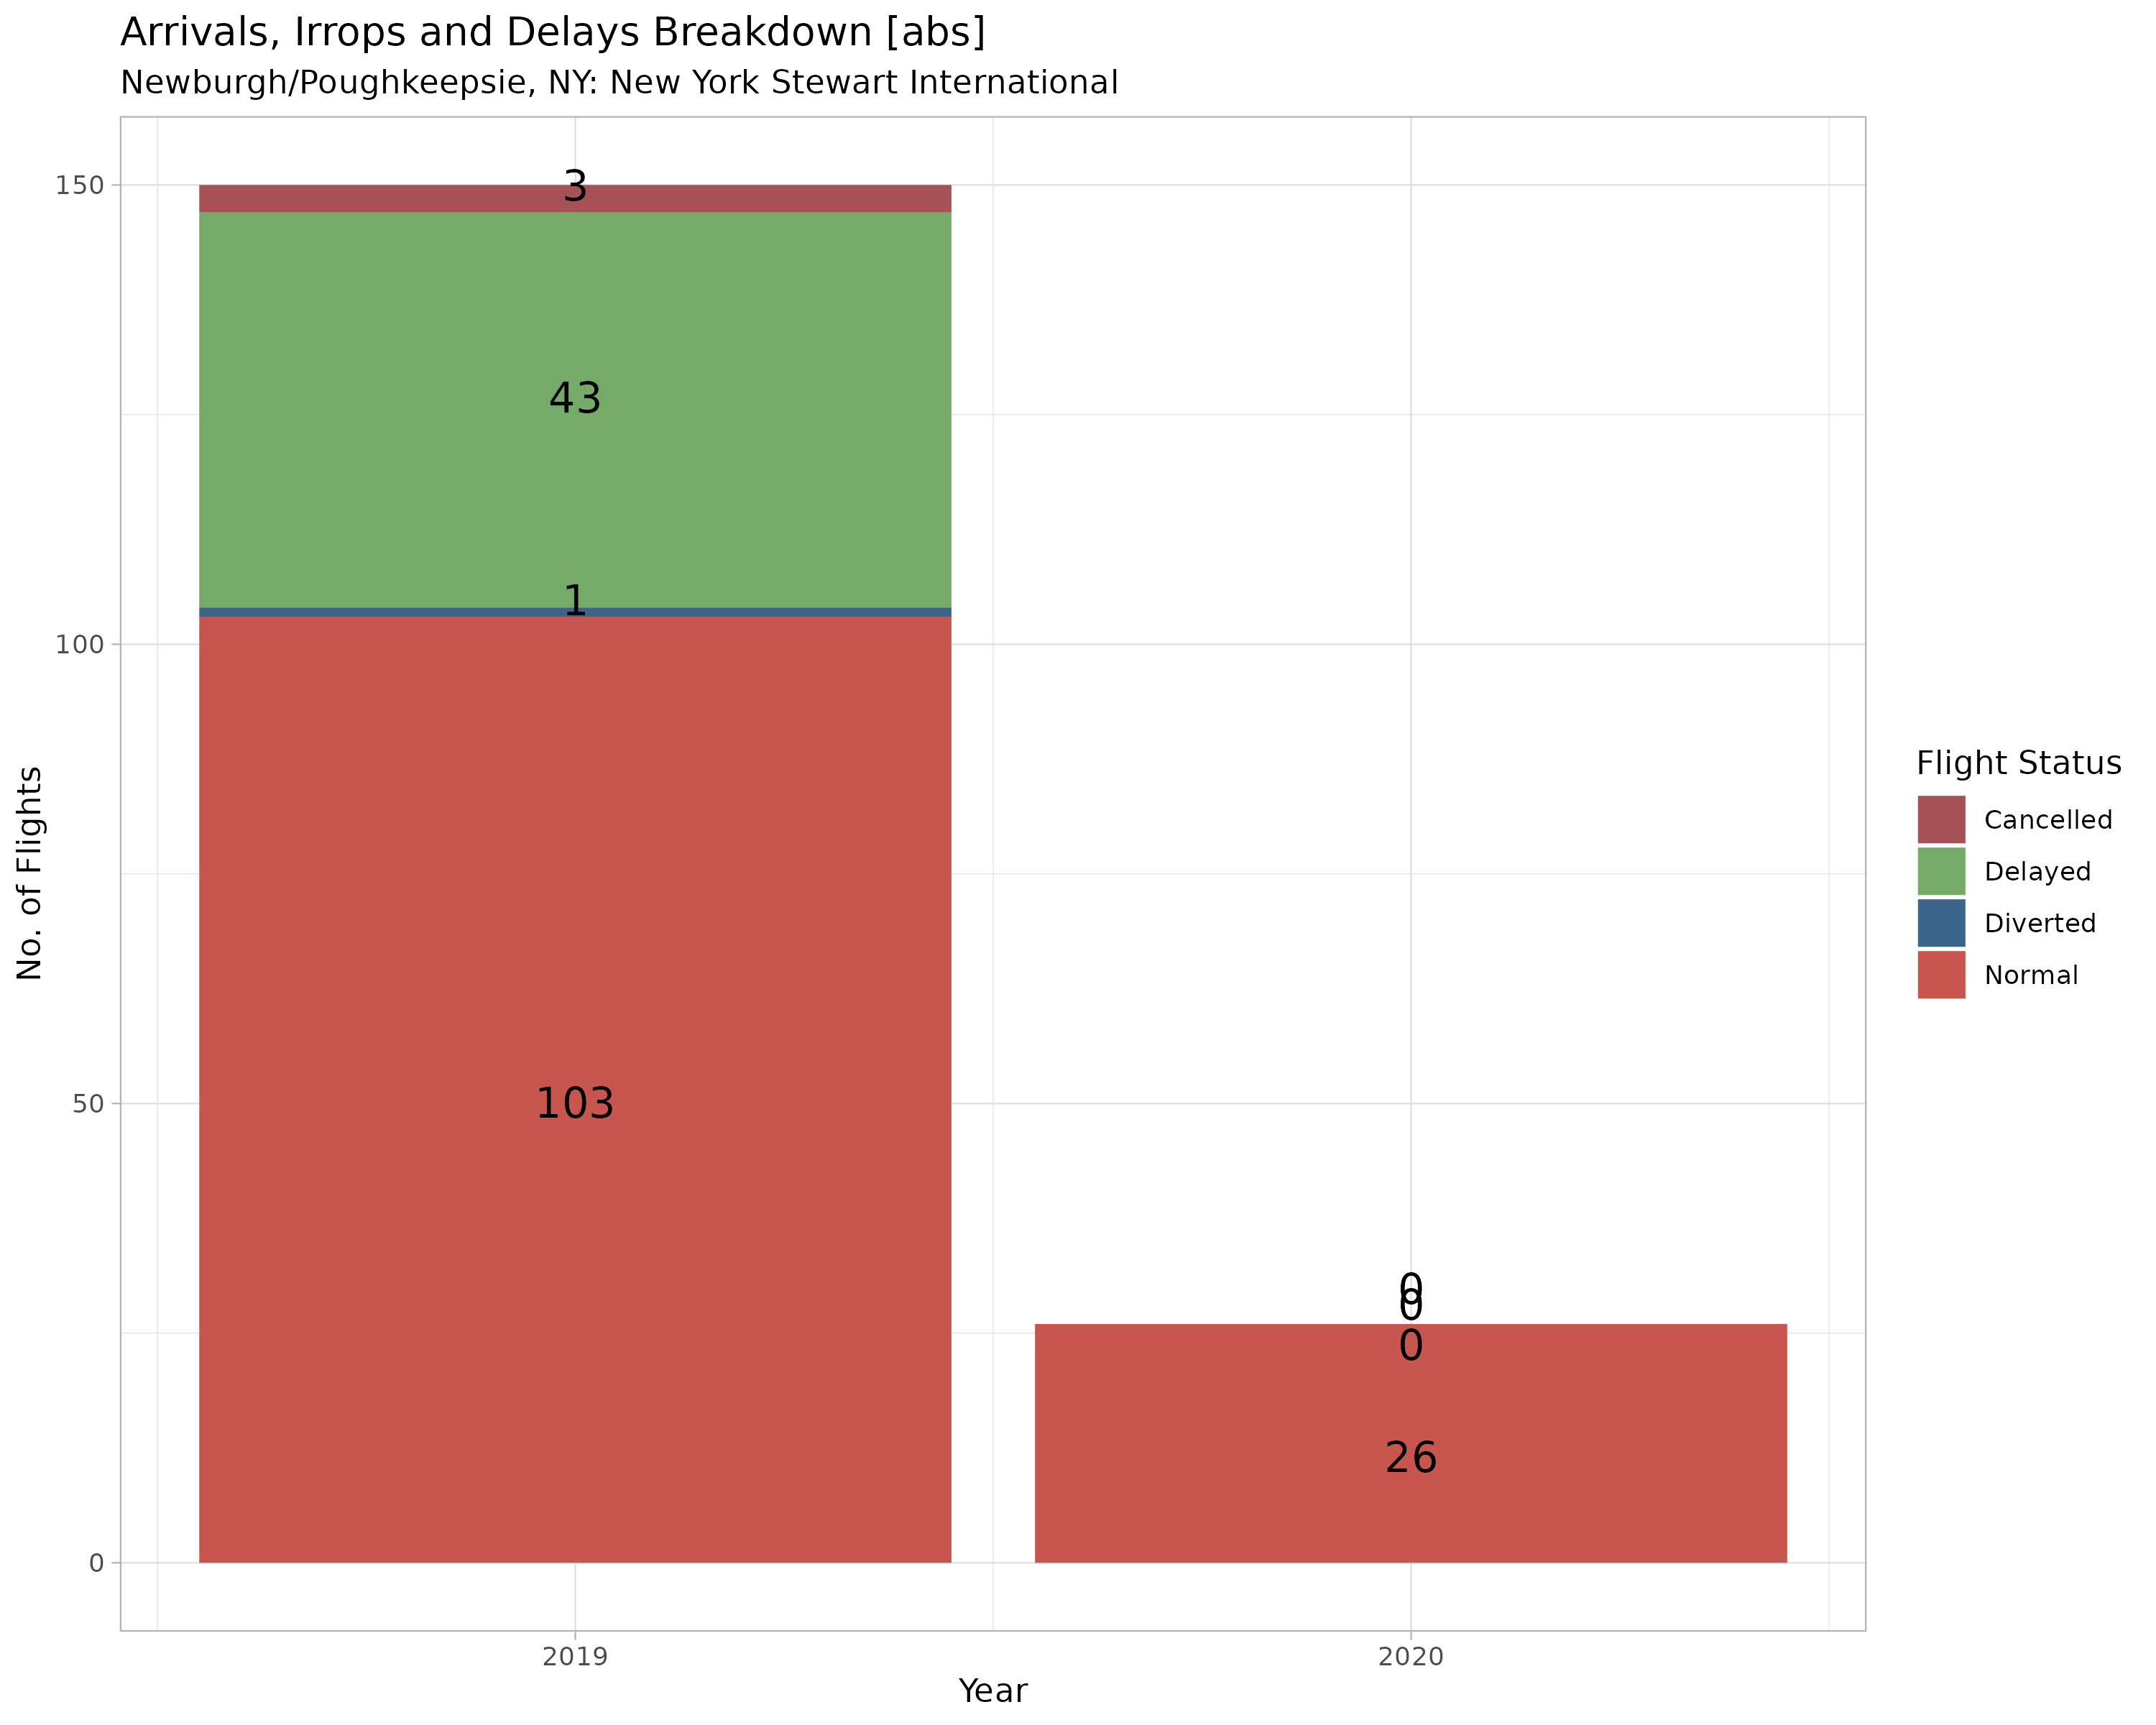 Arrivals, Irrops and Delays Breakdown [abs]
Newburgh/Poughkeepsie, NY: New York Stewart International
No. of Flights
150
100
50
0
3
43
1
103
0
0
0
26
2019
2020
Year
Flight Status
Cancelled
Delayed
Diverted
Normal